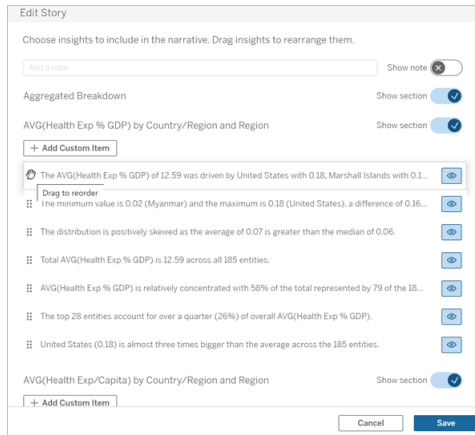 Edit Story
Choose insights to include in the narrative. Drag insights to rearrange them.
Add a note
Show note
Aggregated Breakdown
Show section
AVG(Health Exp % GDP) by Country/Region and Region
Show section
+ Add Custom Item
The AVG(Health Exp % GDP) of 12.59 was driven by United States with 0.18, Marshall Islands with 0.1...
Drag to reorder
The minimum value is 0.02 (Myanmar) and the maximum is 0.18 (United States), a difference of 0.16...
The distribution is positively skewed as the average of 0.07 is greater than the median of 0.06.
Total AVG(Health Exp % GDP) is 12.59 across all 185 entities.
AVG(Health Exp % GDP) is relatively concentrated with 58% of the total represented by 79 of the 18...
The top 28 entities account for over a quarter (26%) of overall AVG(Health Exp % GDP).
United States (0.18) is almost three times bigger than the average across the 185 entities.
AVG(Health Exp/Capita) by Country/Region and Region
Show section
+ Add Custom Item
Cancel
Save